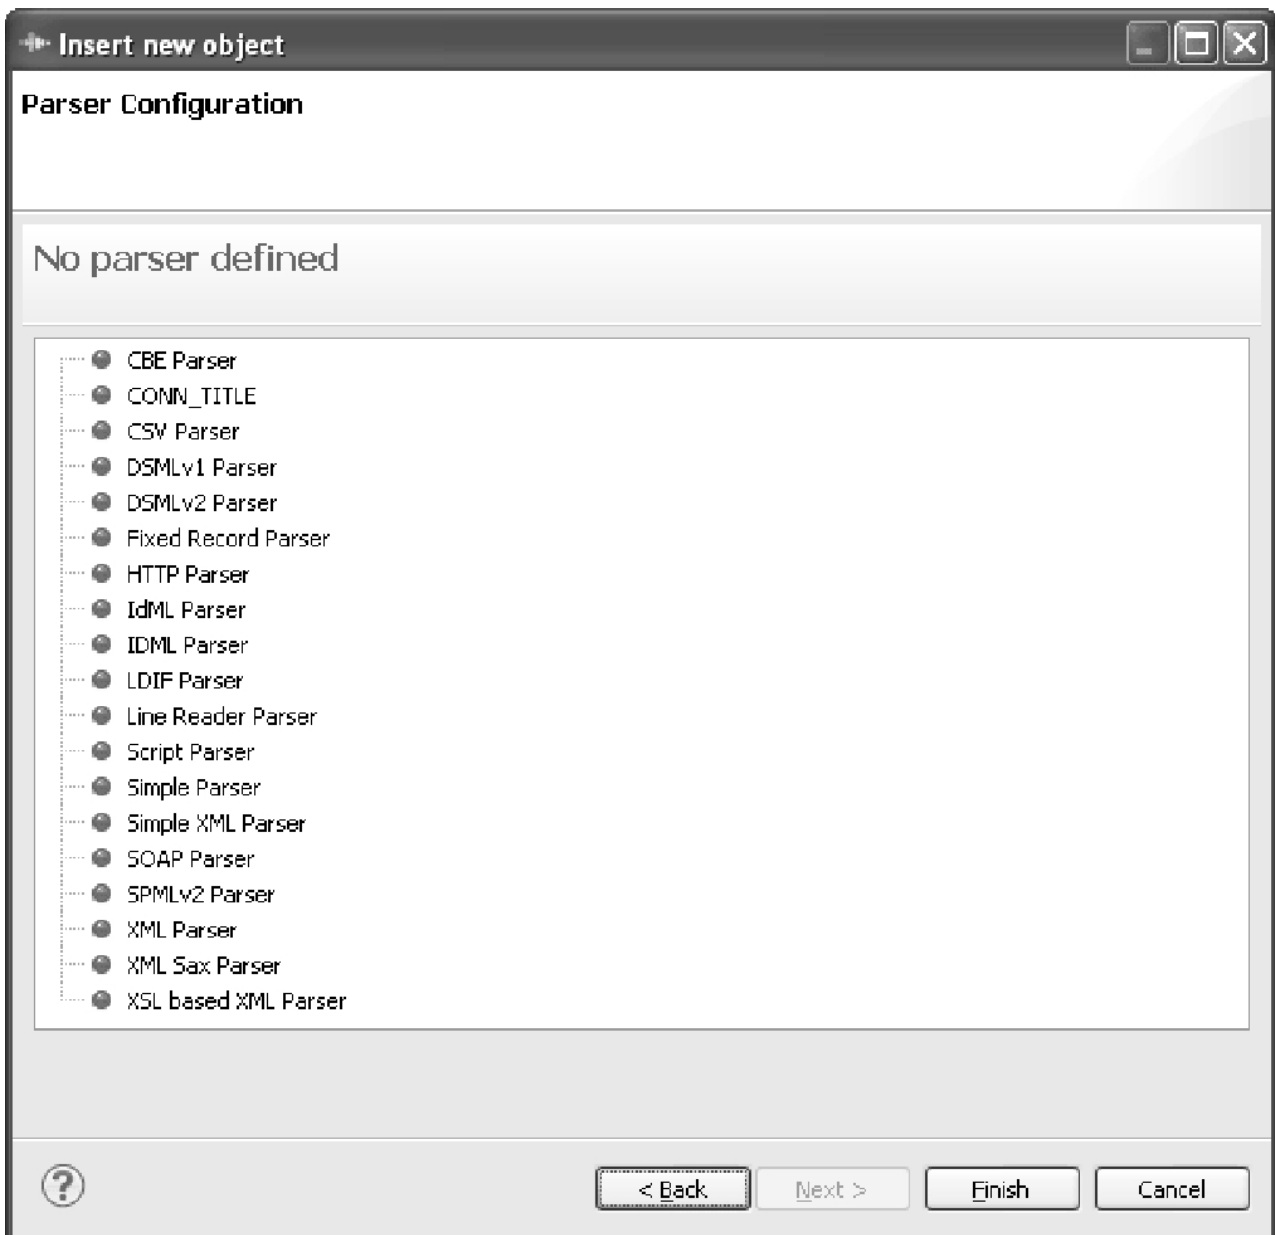 Insert new object
Parser Configuration
No parser defined
CBE Parser
CONN_TITLE
CSV Parser
DSMLv1 Parser
DSMLv2 Parser
Fixed Record Parser
HTTP Parser
IdML Parser
IDML Parser
LDIF Parser
Line Reader Parser
Script Parser
Simple Parser
Simple XML Parser
SOAP Parser
SPMLv2 Parser
XML Parser
XML Sax Parser
XSL based XML Parser
? < Back Next > Finish Cancel